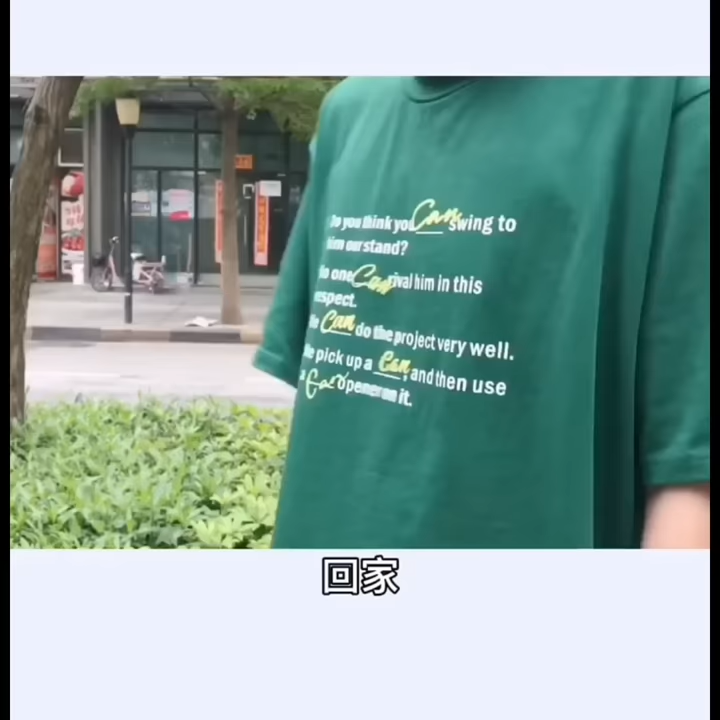 Do you think you Can swing to
him our stand?
No one Can rival him in this
respect.
He Can do the project very well.
He pick up a Can, and then use
a Can opener on it.
回家